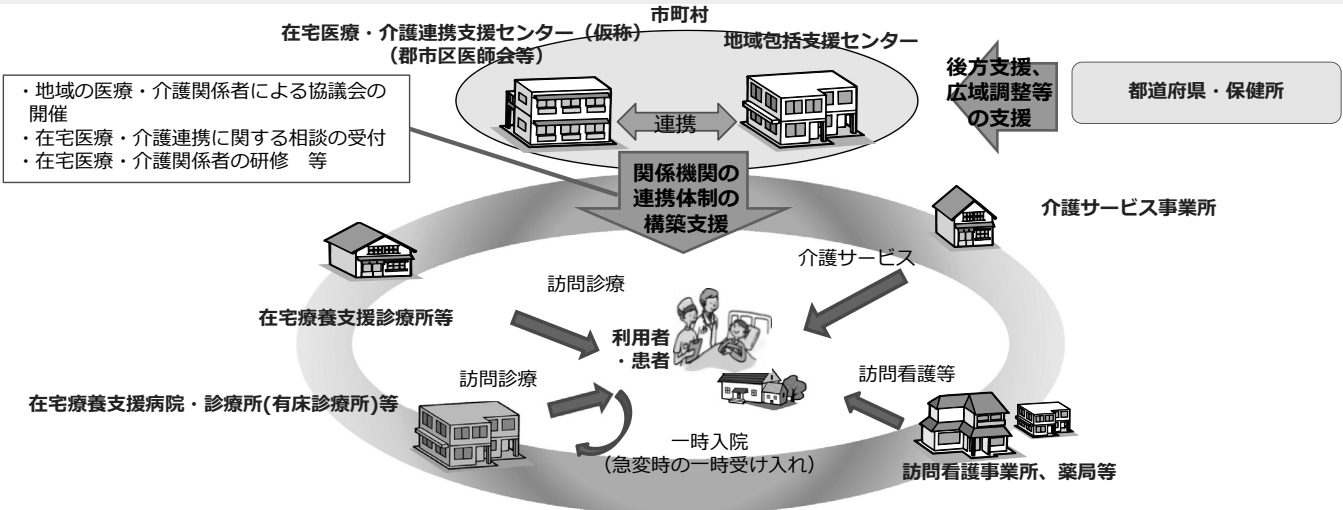 市町村
在宅医療・介護連携支援センター（仮称）
（郡市区医師会等）
地域包括支援センター
連携
後方支援、
広域調整等
の支援
都道府県・保健所
・地域の医療・介護関係者による協議会の
開催
・在宅医療・介護連携に関する相談の受付
・在宅医療・介護関係者の研修　等
関係機関の
連携体制の
構築支援
介護サービス事業所
介護サービス
訪問診療
在宅療養支援診療所等
利用者
・患者
訪問診療
訪問看護等
在宅療養支援病院・診療所(有床診療所)等
一時入院
（急変時の一時受け入れ）
訪問看護事業所、薬局等